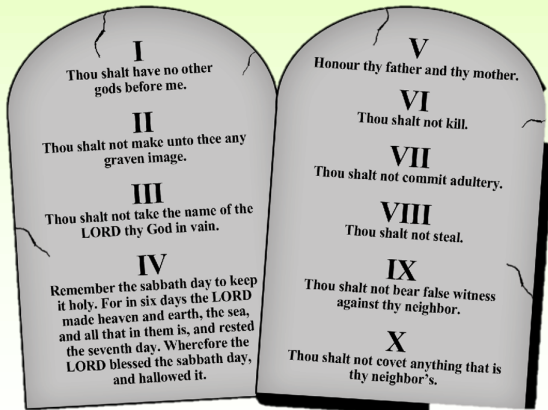 I
Thou shalt have no other
gods before me.
II
Thou shalt not make unto thee any
graven image.
III
Thou shalt not take the name of the
LORD thy God in vain.
IV
Remember the sabbath day to keep
it holy. For in six days the LORD
made heaven and earth, the sea,
and all that in them is, and rested
the seventh day. Wherefore the
LORD blessed the sabbath day,
and hallowed it.
V
Honour thy father and thy mother.
VI
Thou shalt not kill.
VII
Thou shalt not commit adultery.
VIII
Thou shalt not steal.
IX
Thou shalt not bear false witness
against thy neighbor.
X
Thou shalt not covet anything that is
thy neighbor's.